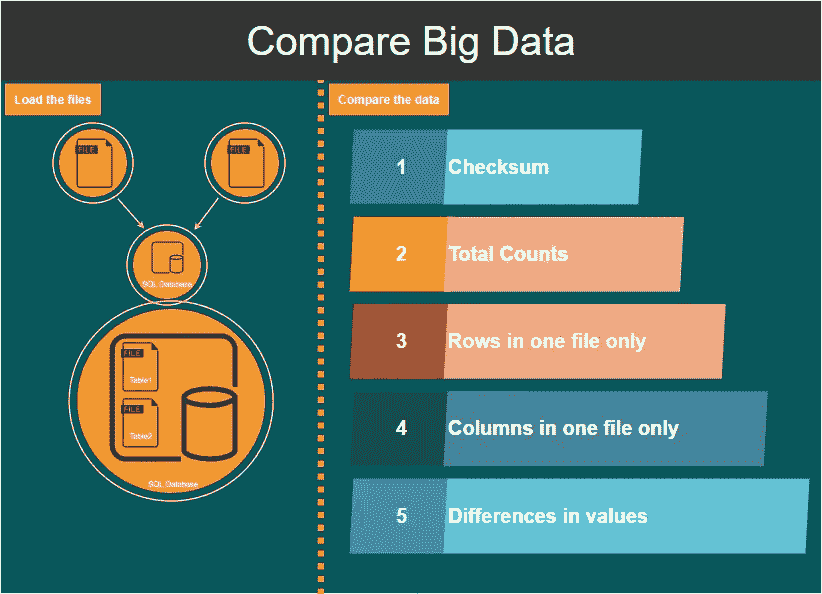 Compare Big Data
Load the files
FILE
FILE
SQL Database
FILE
Table1
FILE
Table2
SQL Database
Compare the data
1 Checksum
2 Total Counts
3 Rows in one file only
4 Columns in one file only
5 Differences in values